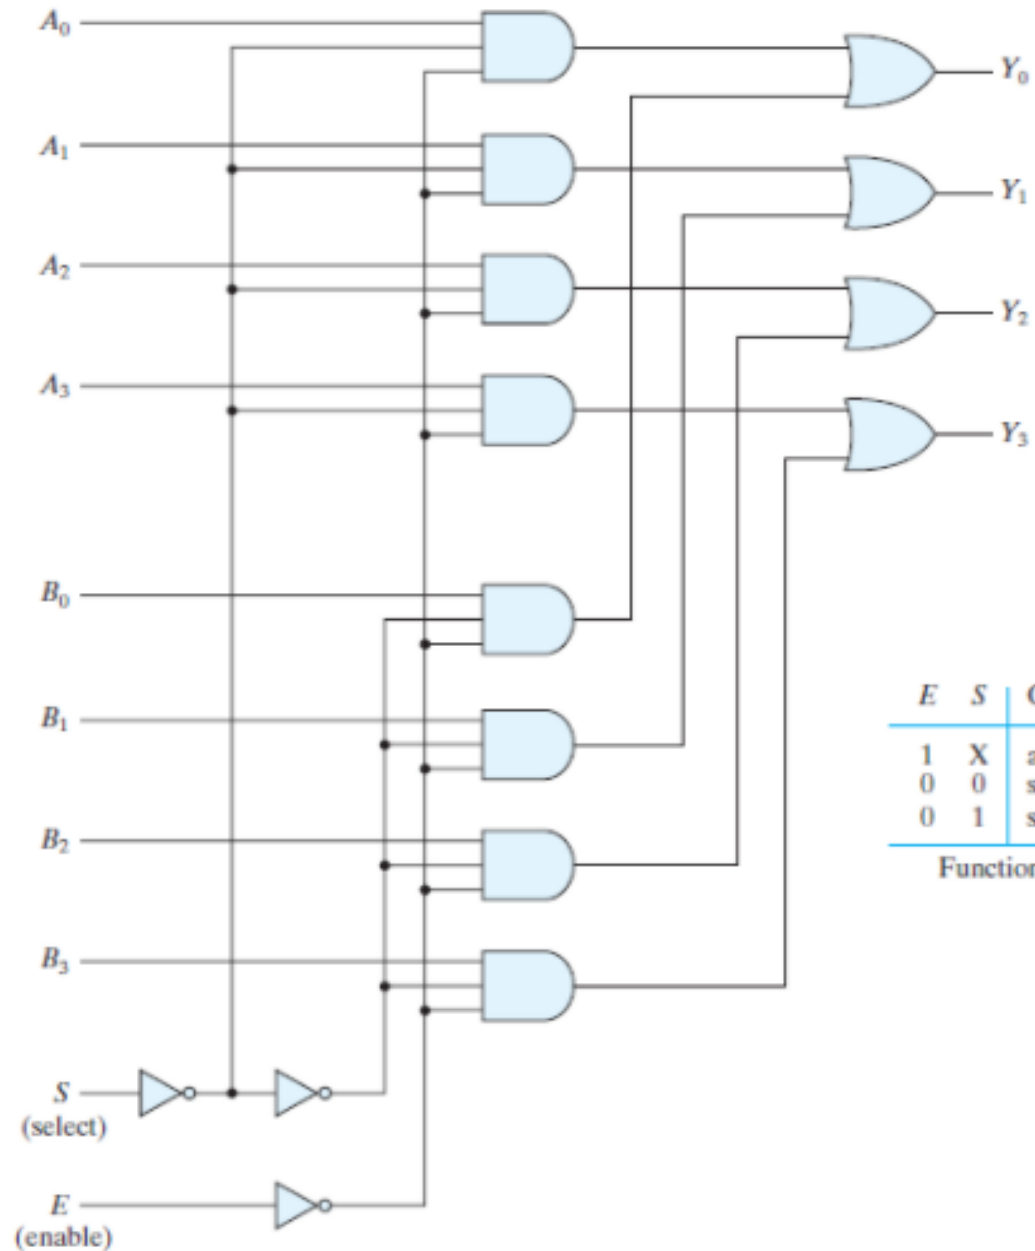 A₀
Y₀
A₁
Y₁
A₂
Y₂
A₃
Y₃
B₀
B₁
E S
1 X a
0 0 s
0 1 s
B₂
Function
B₃
S
(select)
E
(enable)